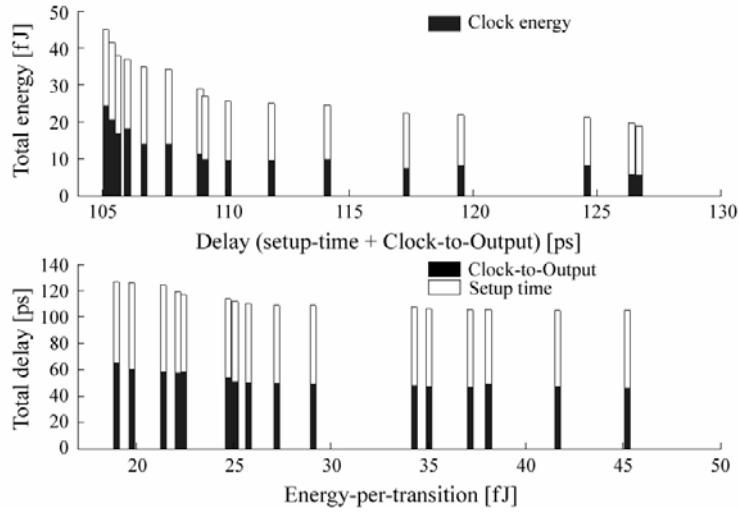 Total energy [fJ]
50
40
30
20
10
0
Clock energy
105 110 115 120 125 130
Delay (setup-time + Clock-to-Output) [ps]
Total delay [ps]
140
120
100
80
60
40
20
0
Clock-to-Output
Setup time
20 25 30 35 40 45 50
Energy-per-transition [fJ]